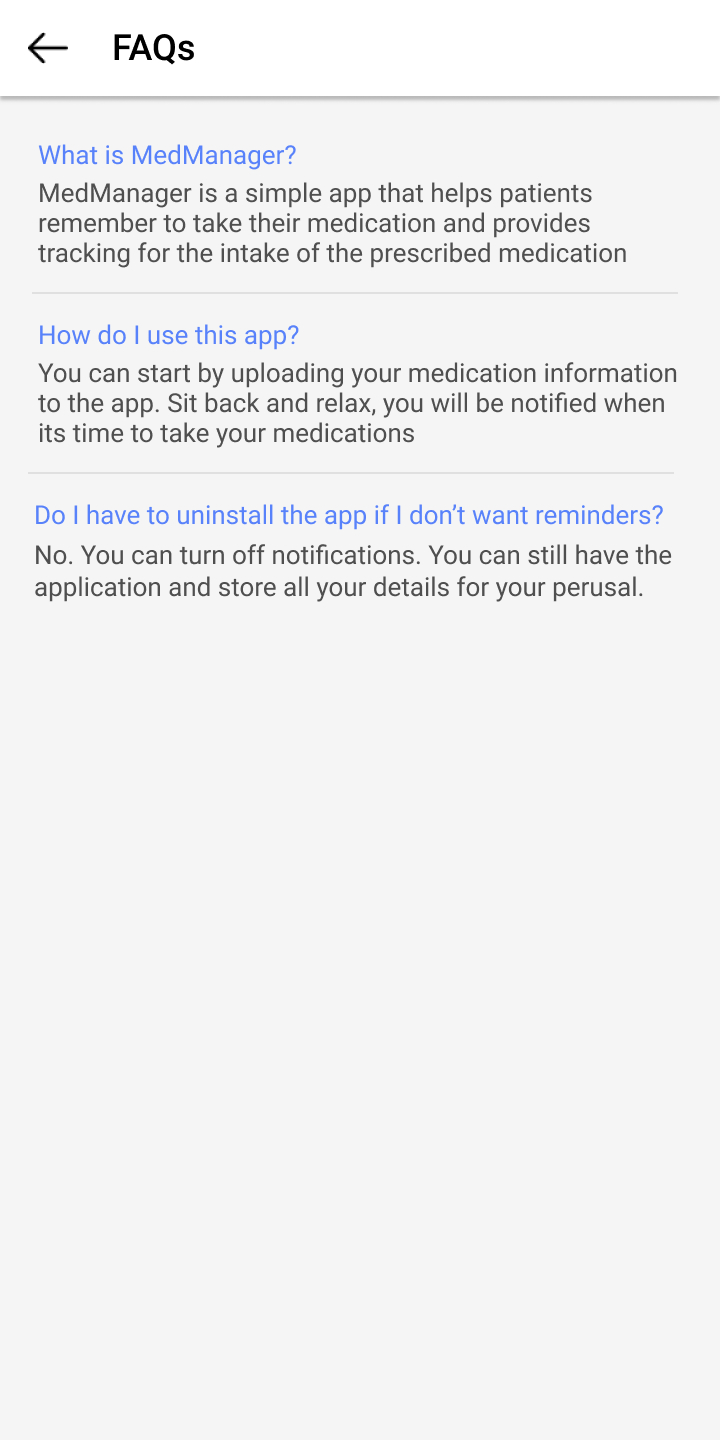 FAQs
What is MedManager?
MedManager is a simple app that helps patients
remember to take their medication and provides
tracking for the intake of the prescribed medication
How do I use this app?
You can start by uploading your medication information
to the app. Sit back and relax, you will be notified when
its time to take your medications
Do I have to uninstall the app if I don’t want reminders?
No. You can turn off notifications. You can still have the
application and store all your details for your perusal.